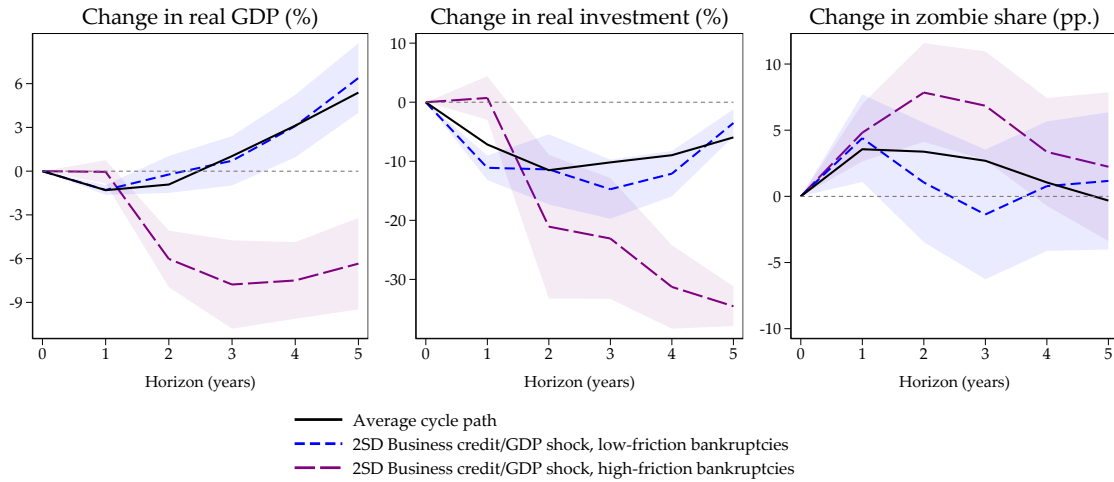 Change in real GDP (%)
Change in real investment (%)
Change in zombie share (pp.)
6
3
0
-3
-6
-9
0 1 2 3 4 5
Horizon (years)
10
0
-10
-20
-30
0 1 2 3 4 5
Horizon (years)
10
5
0
-5
-10
0 1 2 3 4 5
Horizon (years)
Average cycle path
2SD Business credit/GDP shock, low-friction bankruptcies
2SD Business credit/GDP shock, high-friction bankruptcies